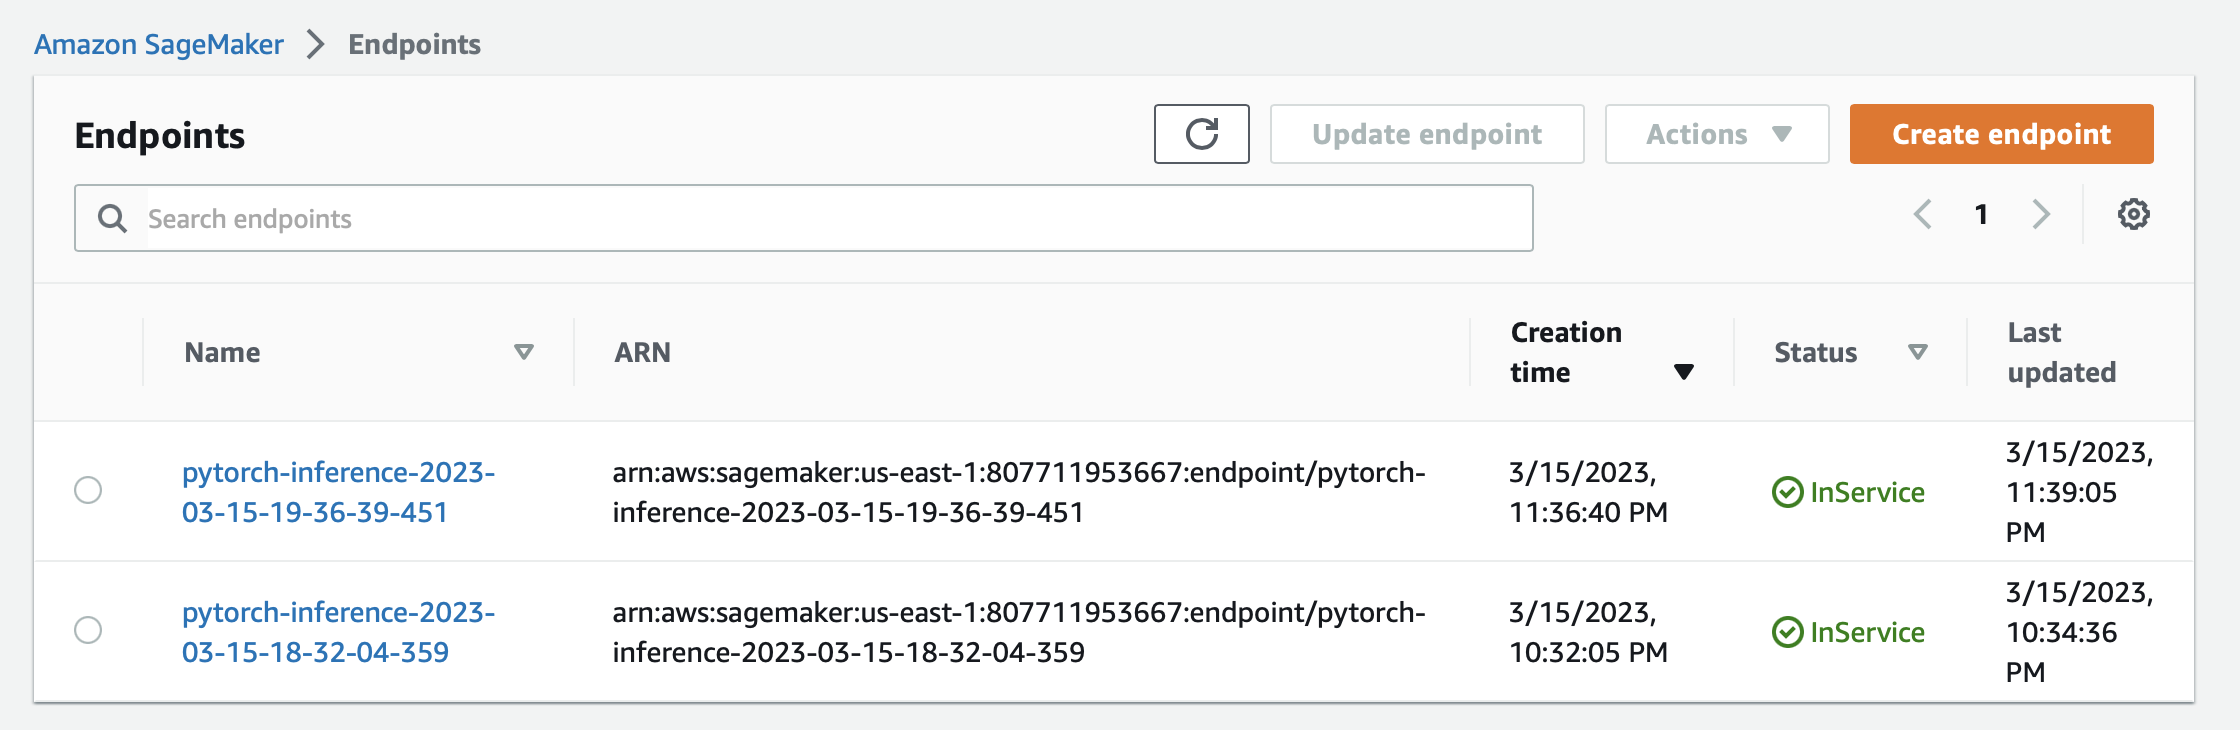 Amazon SageMaker > Endpoints
Endpoints
Update endpoint
Actions
Create endpoint
Search endpoints
1
Name
ARN
Creation
time
Status
Last
updated
pytorch-inference-2023-
03-15-19-36-39-451
arn:aws:sagemaker:us-east-1:807711953667:endpoint/pytorch-
inference-2023-03-15-19-36-39-451
3/15/2023,
11:36:40 PM
InService
3/15/2023,
11:39:05
PM
pytorch-inference-2023-
03-15-18-32-04-359
arn:aws:sagemaker:us-east-1:807711953667:endpoint/pytorch-
inference-2023-03-15-18-32-04-359
3/15/2023,
10:32:05 PM
InService
3/15/2023,
10:34:36
PM